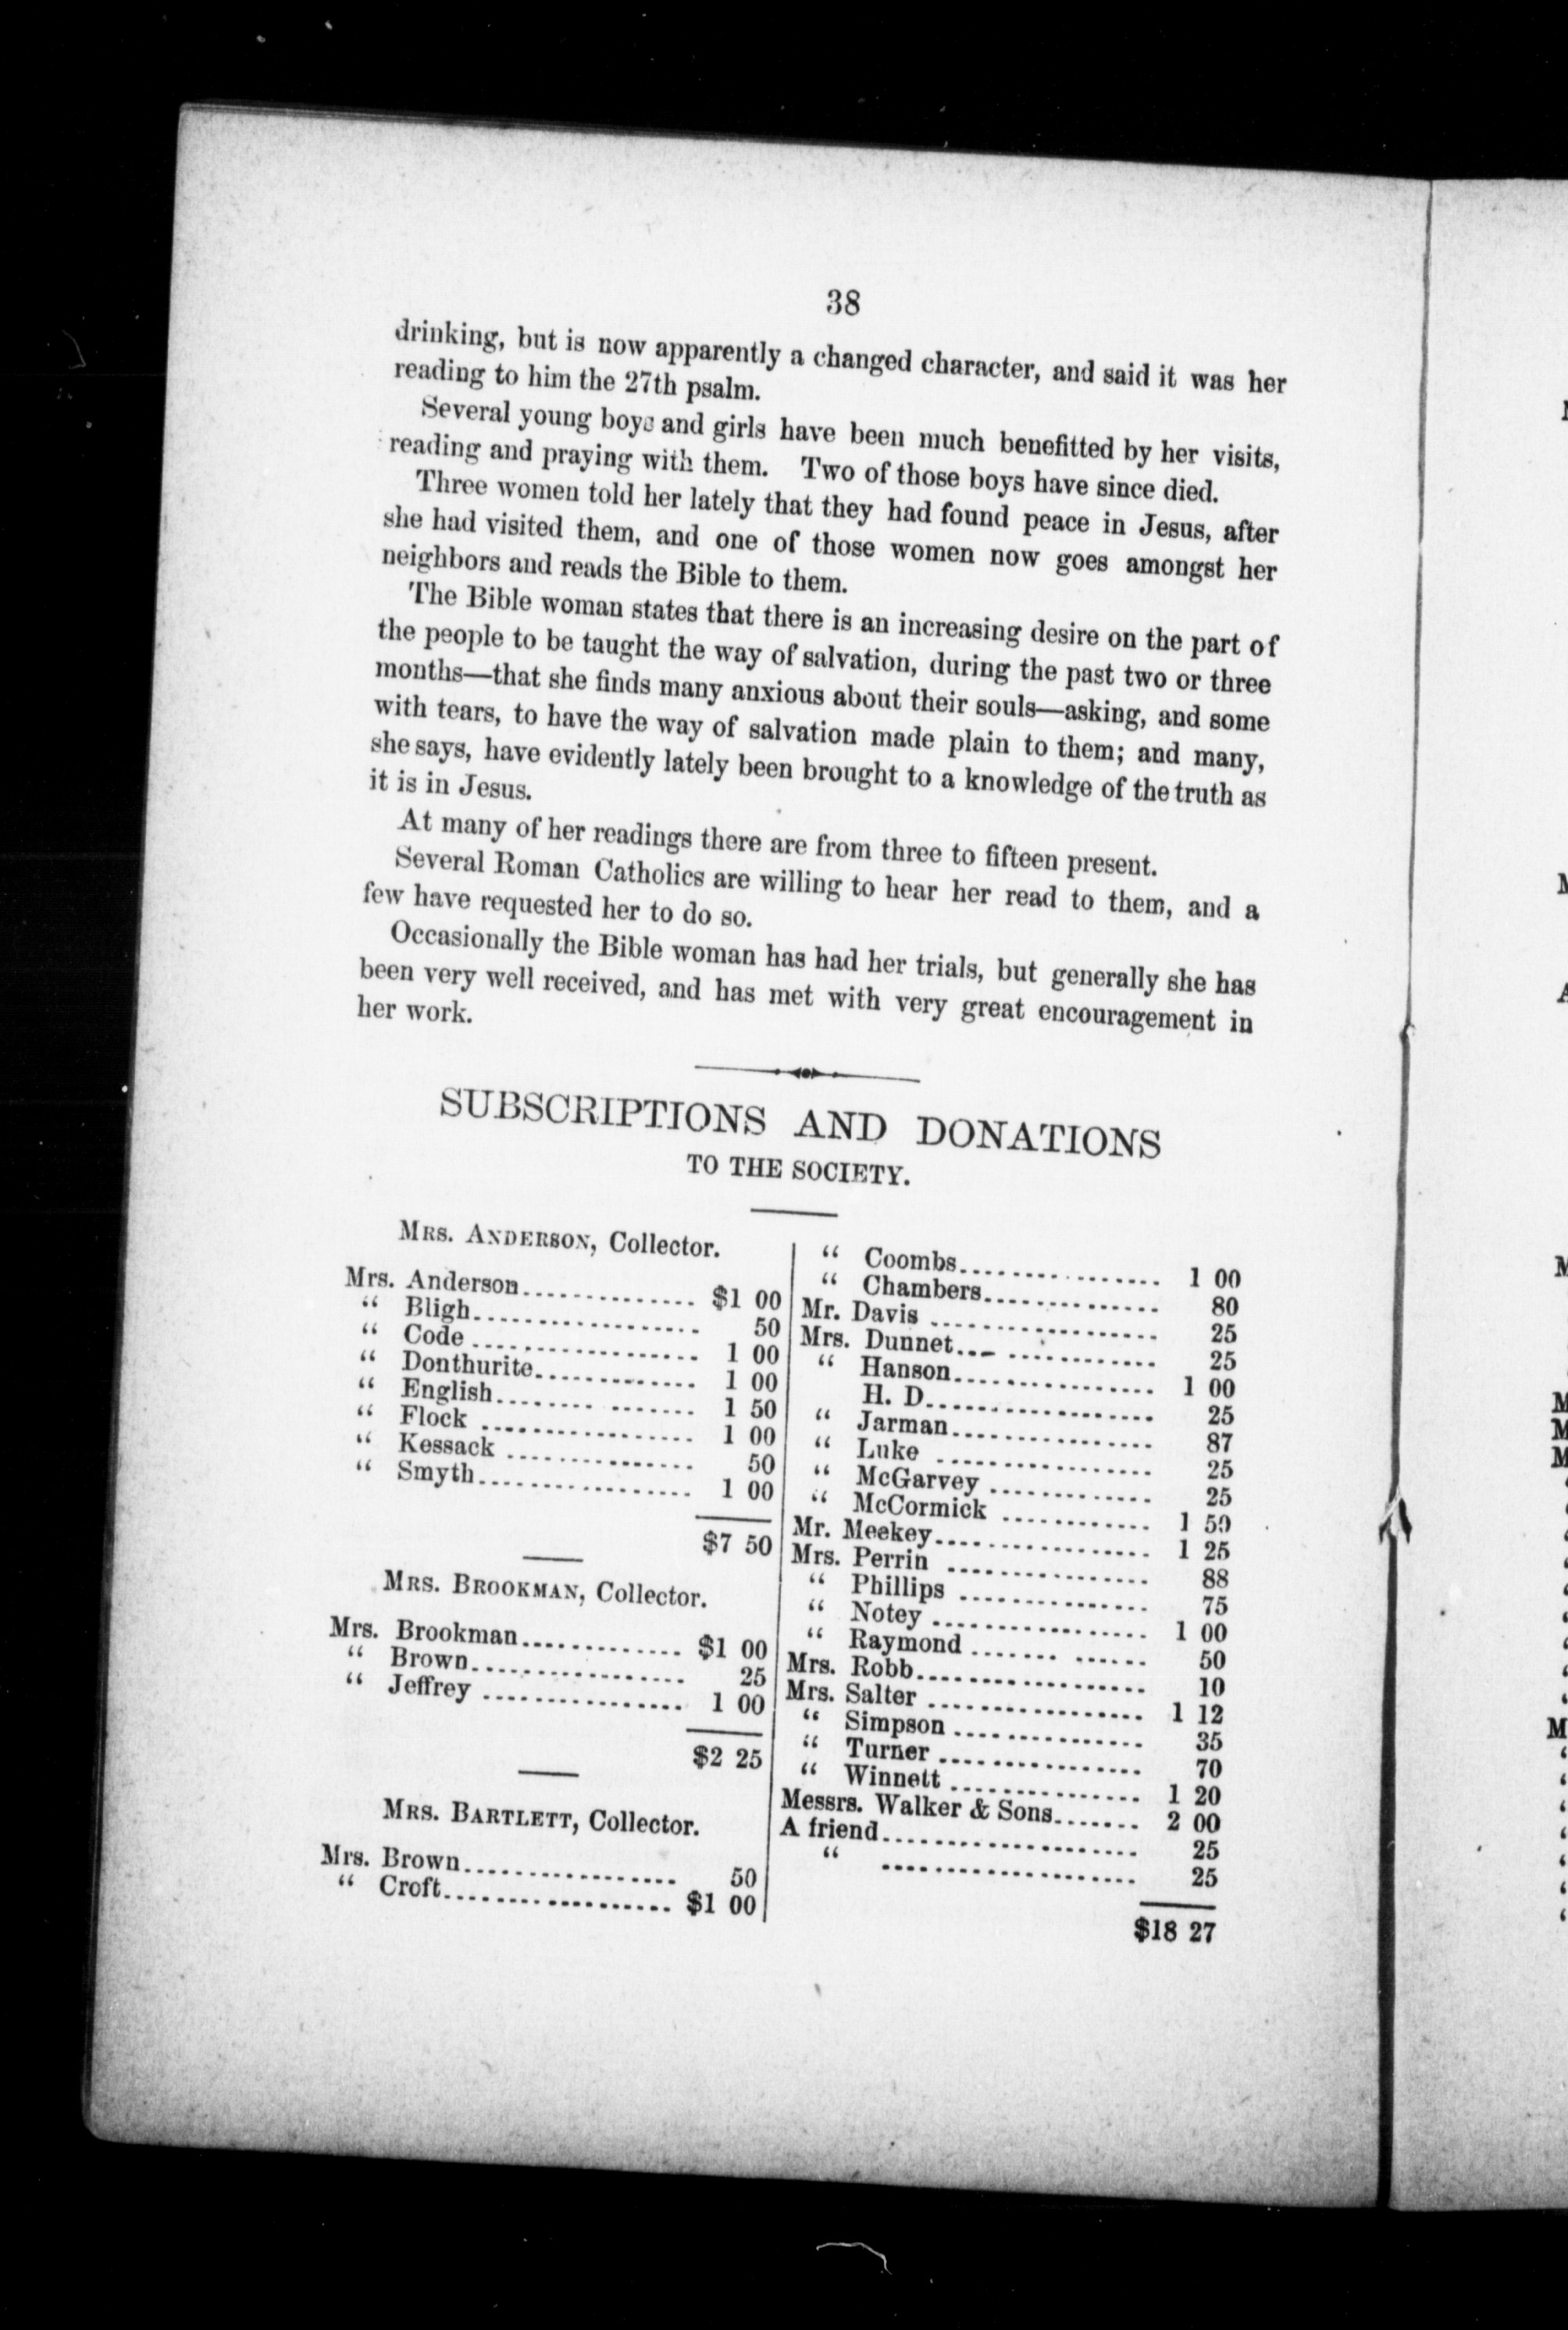 38
drinking, but is now apparently a changed character, and said it was her
reading to him the 27th psalm.
Several young boys and girls have been much benefitted by her visits,
reading and praying with them. Two of those boys have since died.
Three women told her lately that they had found peace in Jesus, after
she had visited them, and one of those women now goes amongst her
neighbors and reads the Bible to them.
The Bible woman states that there is an increasing desire on the part of
the people to be taught the way of salvation, during the past two or three
months—that she finds many anxious about their souls—asking, and some
with tears, to have the way of salvation made plain to them; and many,
she says, have evidently lately been brought to a knowledge of the truth as
it is in Jesus.
At many of her readings there are from three to fifteen present.
Several Roman Catholics are willing to hear her read to them, and a
few have requested her to do so.
Occasionally the Bible woman has had her trials, but generally she has
been very well received, and has met with very great encouragement in
her work.
SUBSCRIPTIONS AND DONATIONS
TO THE SOCIETY.
MRS. ANDERSON, Collector.
Mrs. Anderson.............. $1 00
“ Bligh................... 50
“ Code ................... 1 00
“ Donthurite.............. 1 00
“ English................. 1 50
“ Flock .................. 1 00
“ Kessack ................ 50
“ Smyth................... 1 00
$7 50
MRS. BROOKMAN, Collector.
Mrs. Brookman.............. $1 00
“ Brown................... 25
“ Jeffrey ................ 1 00
$2 25
MRS. BARTLETT, Collector.
Mrs. Brown................. 50
“ Croft................... $1 00
“ Coombs.................. 1 00
“ Chambers................ 80
Mr. Davis ................. 25
Mrs. Dunnet................ 25
“ Hanson.................. 1 00
H. D....................... 25
“ Jarman.................. 87
“ Luke ................... 25
“ McGarvey ............... 25
“ McCormick .............. 1 50
Mr. Meekey................. 1 25
Mrs. Perrin ............... 88
“ Phillips ............... 75
“ Notey .................. 1 00
“ Raymond ................ 50
Mrs. Robb.................. 10
Mrs. Salter ............... 1 12
“ Simpson ................ 35
“ Turner ................. 70
“ Winnett ................ 1 20
Messrs. Walker & Sons....... 2 00
A friend................... 25
“ .................... 25
$18 27